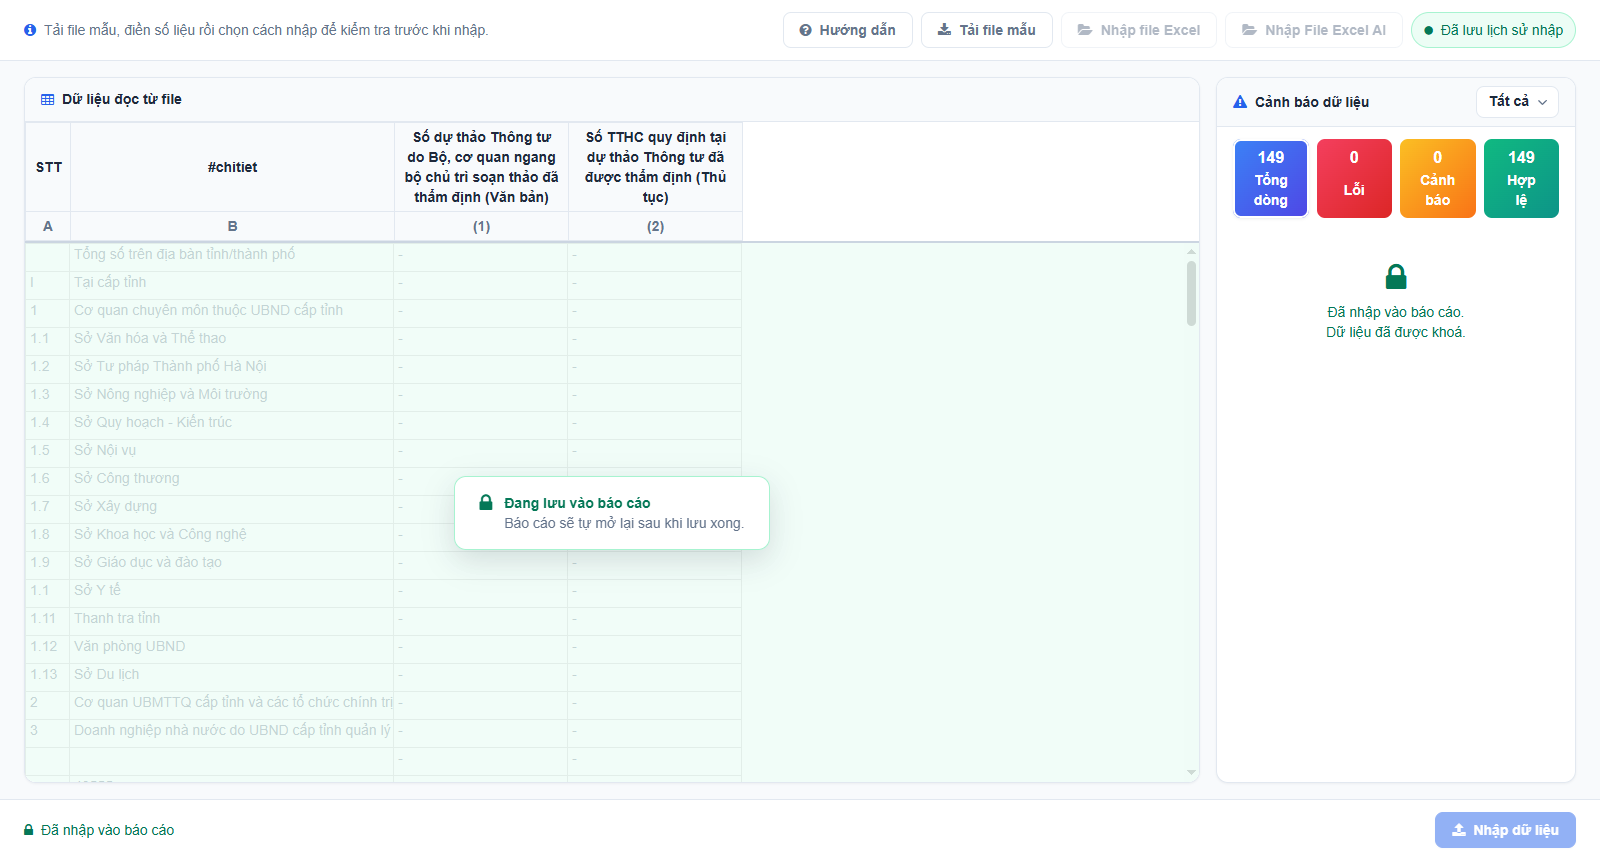 Tải file mẫu, điền số liệu rồi chọn cách nhập để kiểm tra trước khi nhập.
Hướng dẫn
Tải file mẫu
Nhập file Excel
Nhập File Excel AI
Đã lưu lịch sử nhập
Dữ liệu đọc từ file
STT
#chitiet
Số dự thảo Thông tư
do Bộ, cơ quan ngang
bộ chủ trì soạn thảo đã
thẩm định (Văn bản)
Số TTHC quy định tại
dự thảo Thông tư đã
được thẩm định (Thủ
tục)
A B (1) (2)
Tổng số trên địa bàn tỉnh/thành phố - -
I Tại cấp tỉnh - -
1 Cơ quan chuyên môn thuộc UBND cấp tỉnh - -
1.1 Sở Văn hóa và Thể thao - -
1.2 Sở Tư pháp Thành phố Hà Nội - -
1.3 Sở Nông nghiệp và Môi trường - -
1.4 Sở Quy hoạch - Kiến trúc - -
1.5 Sở Nội vụ - -
1.6 Sở Công thương -
1.7 Sở Xây dựng -
1.8 Sở Khoa học và Công nghệ -
1.9 Sở Giáo dục và đào tạo - -
1.1 Sở Y tế - -
1.11 Thanh tra tỉnh - -
1.12 Văn phòng UBND - -
1.13 Sở Du lịch - -
2 Cơ quan UBMTTQ cấp tỉnh và các tổ chức chính trị - -
3 Doanh nghiệp nhà nước do UBND cấp tỉnh quản lý - -
- -
Đang lưu vào báo cáo
Báo cáo sẽ tự mở lại sau khi lưu xong.
Cảnh báo dữ liệu
Tất cả
149
Tổng
dòng
0
Lỗi
0
Cảnh
báo
149
Hợp
lệ
Đã nhập vào báo cáo.
Dữ liệu đã được khoá.
Đã nhập vào báo cáo
Nhập dữ liệu